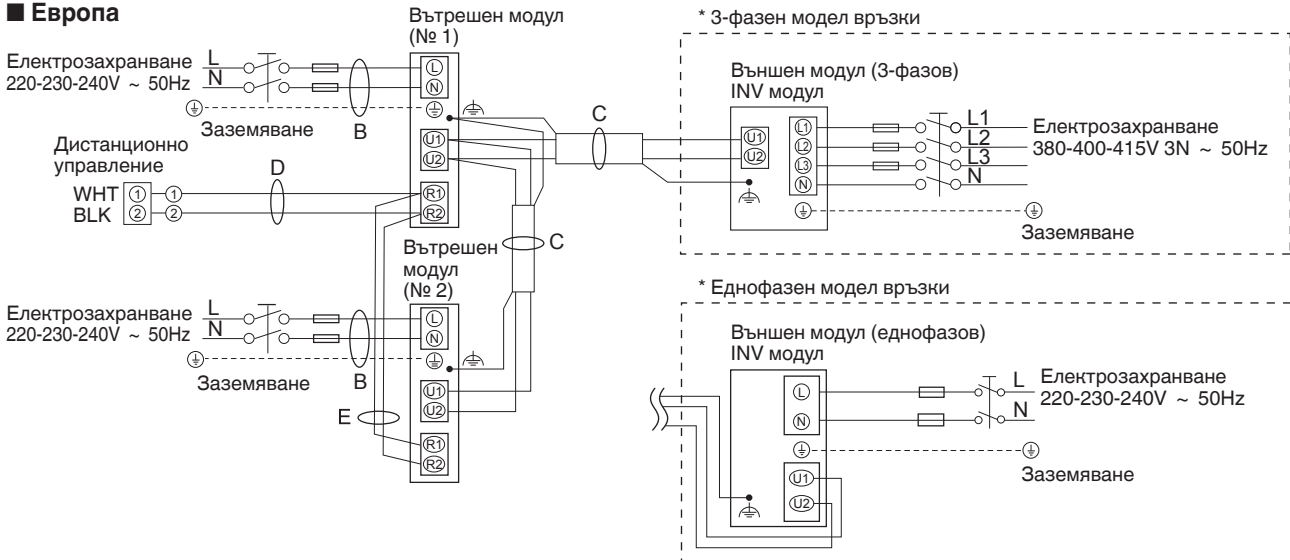 ■ Европа
Вътрешен модул
(№ 1)
Електрозахранване
220-230-240V ~ 50Hz
L
N
Заземяване
B
L
N
U1
U2
R1
R2
Дистанционно
управление
WHT 1 1
BLK 2 2
D
C
C
Вътрешен
модул
(№ 2)
Електрозахранване
220-230-240V ~ 50Hz
L
N
Заземяване
B
E
L
N
U1
U2
R1
R2
* 3-фазен модел връзки
Външен модул (3-фазов)
INV модул
U1
U2
L1
L2
L3
N
L1
L2
L3
N
Електрозахранване
380-400-415V 3N ~ 50Hz
Заземяване
* Еднофазен модел връзки
Външен модул (еднофазов)
INV модул
L
N
U1
U2
L
N
Електрозахранване
220-230-240V ~ 50Hz
Заземяване